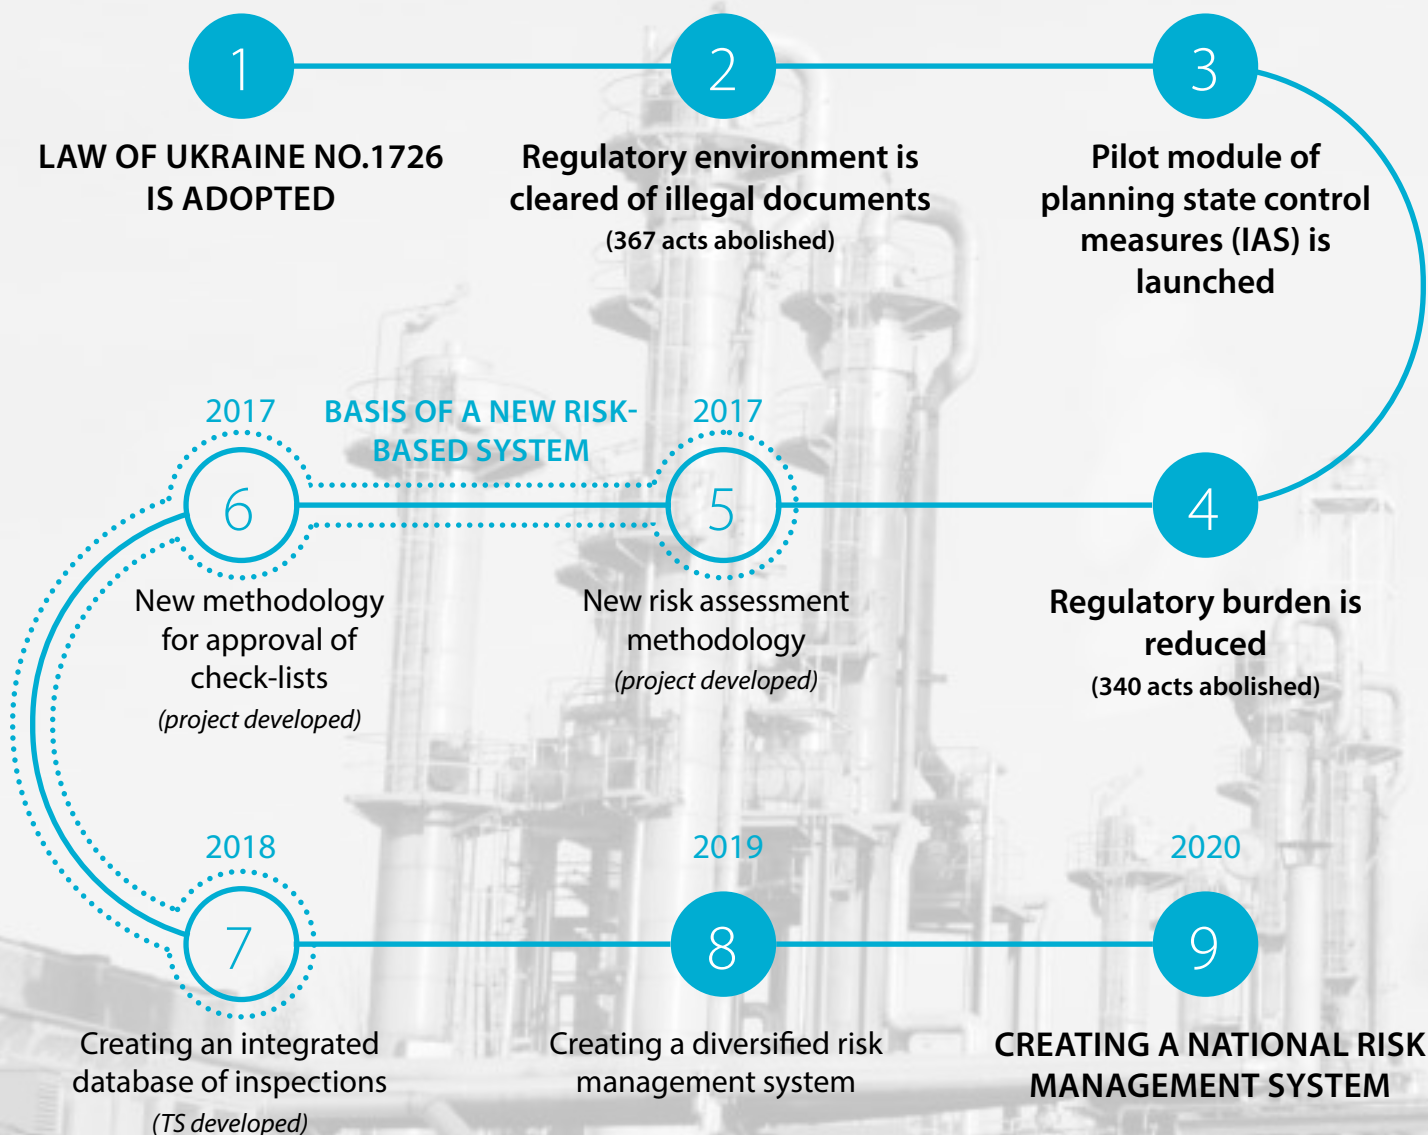 1
2
3
LAW OF UKRAINE NO.1726
IS ADOPTED
Regulatory environment is
cleared of illegal documents
(367 acts abolished)
Pilot module of
planning state control
measures (IAS) is
launched
2017
BASIS OF A NEW RISK-
BASED SYSTEM
2017
6
5
4
New methodology
for approval of
check-lists
(project developed)
New risk assessment
methodology
(project developed)
Regulatory burden is
reduced
(340 acts abolished)
2018
2019
2020
7
8
9
Creating an integrated
database of inspections
(TS developed)
Creating a diversified risk
management system
CREATING A NATIONAL RISK
MANAGEMENT SYSTEM